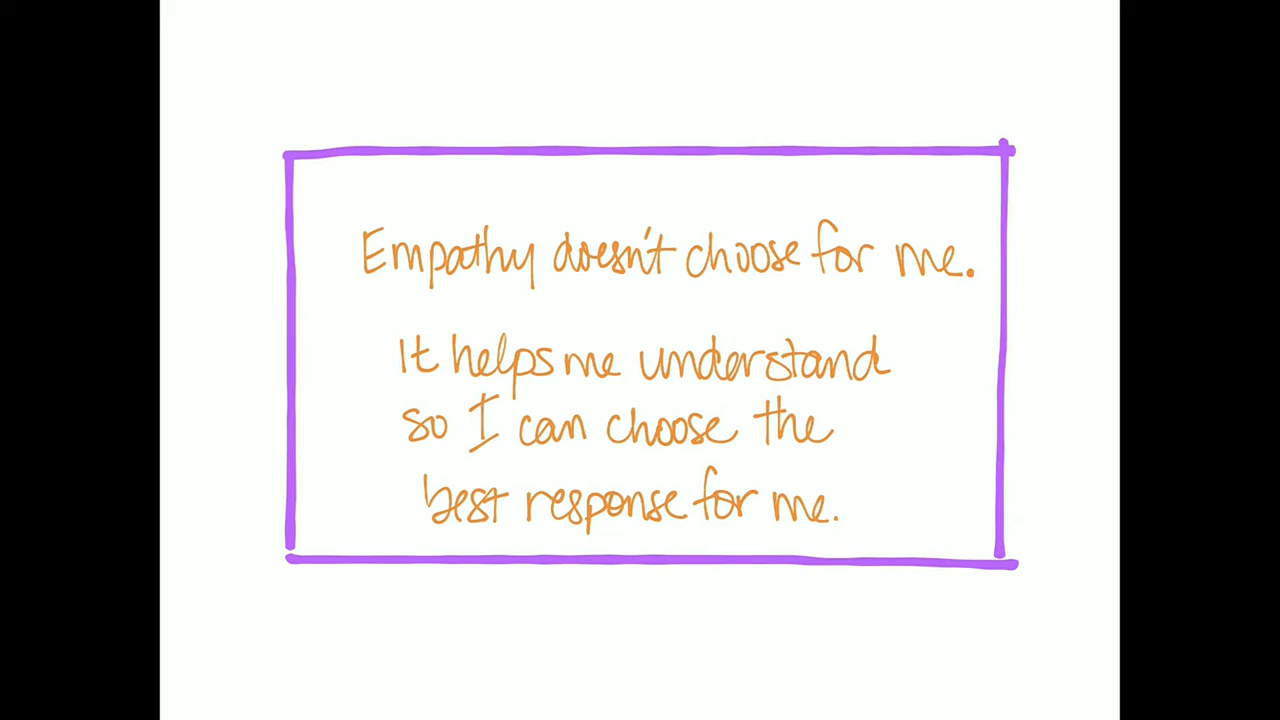 Empathy doesn't choose for me.
It helps me understand
so I can choose the
best response for me.